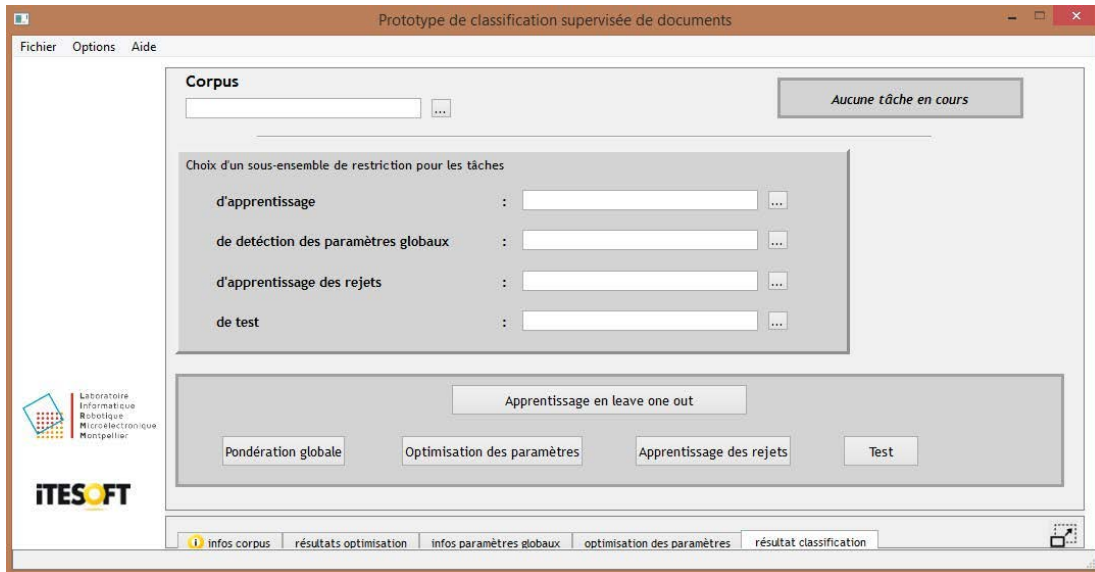 Prototype de classification supervisée de documents
Fichier Options Aide
Corpus
...
Aucune tâche en cours
Choix d'un sous-ensemble de restriction pour les tâches
d'apprentissage : ...
de detéction des paramètres globaux : ...
d'apprentissage des rejets : ...
de test : ...
Apprentissage en leave one out
Pondération globale Optimisation des paramètres Apprentissage des rejets Test
Laboratoire
Informatique
Robotique
Microélectronique
Montpellier
iTESOFT
infos corpus résultats optimisation infos paramètres globaux optimisation des paramètres résultat classification